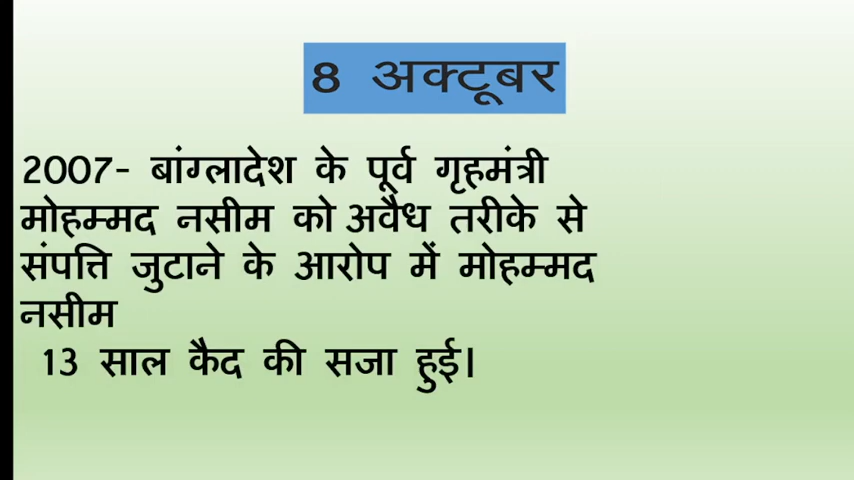 8 अक्टूबर
2007- बांग्लादेश के पूर्व गृहमंत्री
मोहम्मद नसीम को अवैध तरीके से
संपत्ति जुटाने के आरोप में मोहम्मद
नसीम
13 साल कैद की सजा हुई।